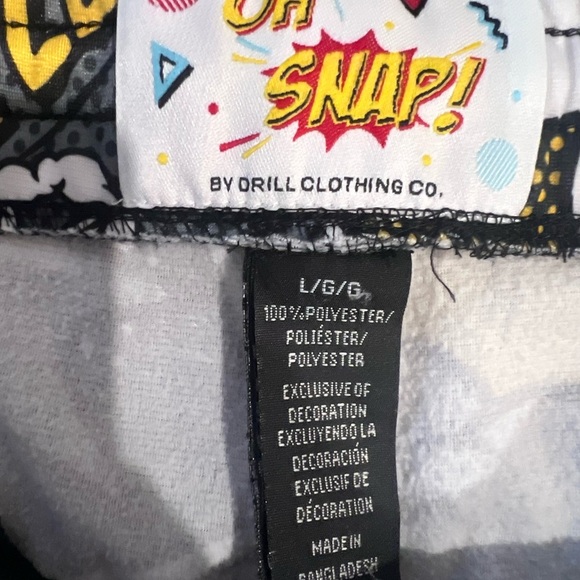 OH
SNAP!
BY DRILL CLOTHING CO.
L/G/G
100%POLYESTER/
POLIÉSTER/
POLYESTER
EXCLUSIVE OF
DECORATION
EXCLUYENDO LA
DECORACIÓN
EXCLUSIF DE
DÉCORATION
MADE IN
BANGLADESH